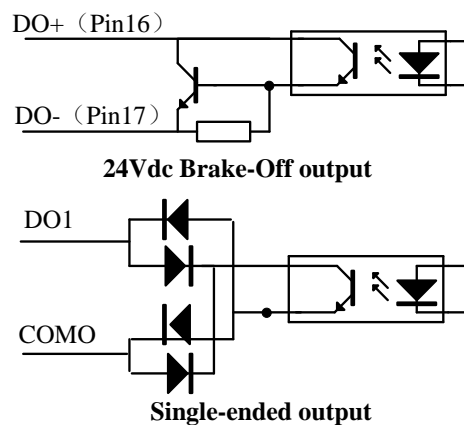 DO+（Pin16）
DO-（Pin17）
24Vdc Brake-Off output
DO1
COMO
Single-ended output